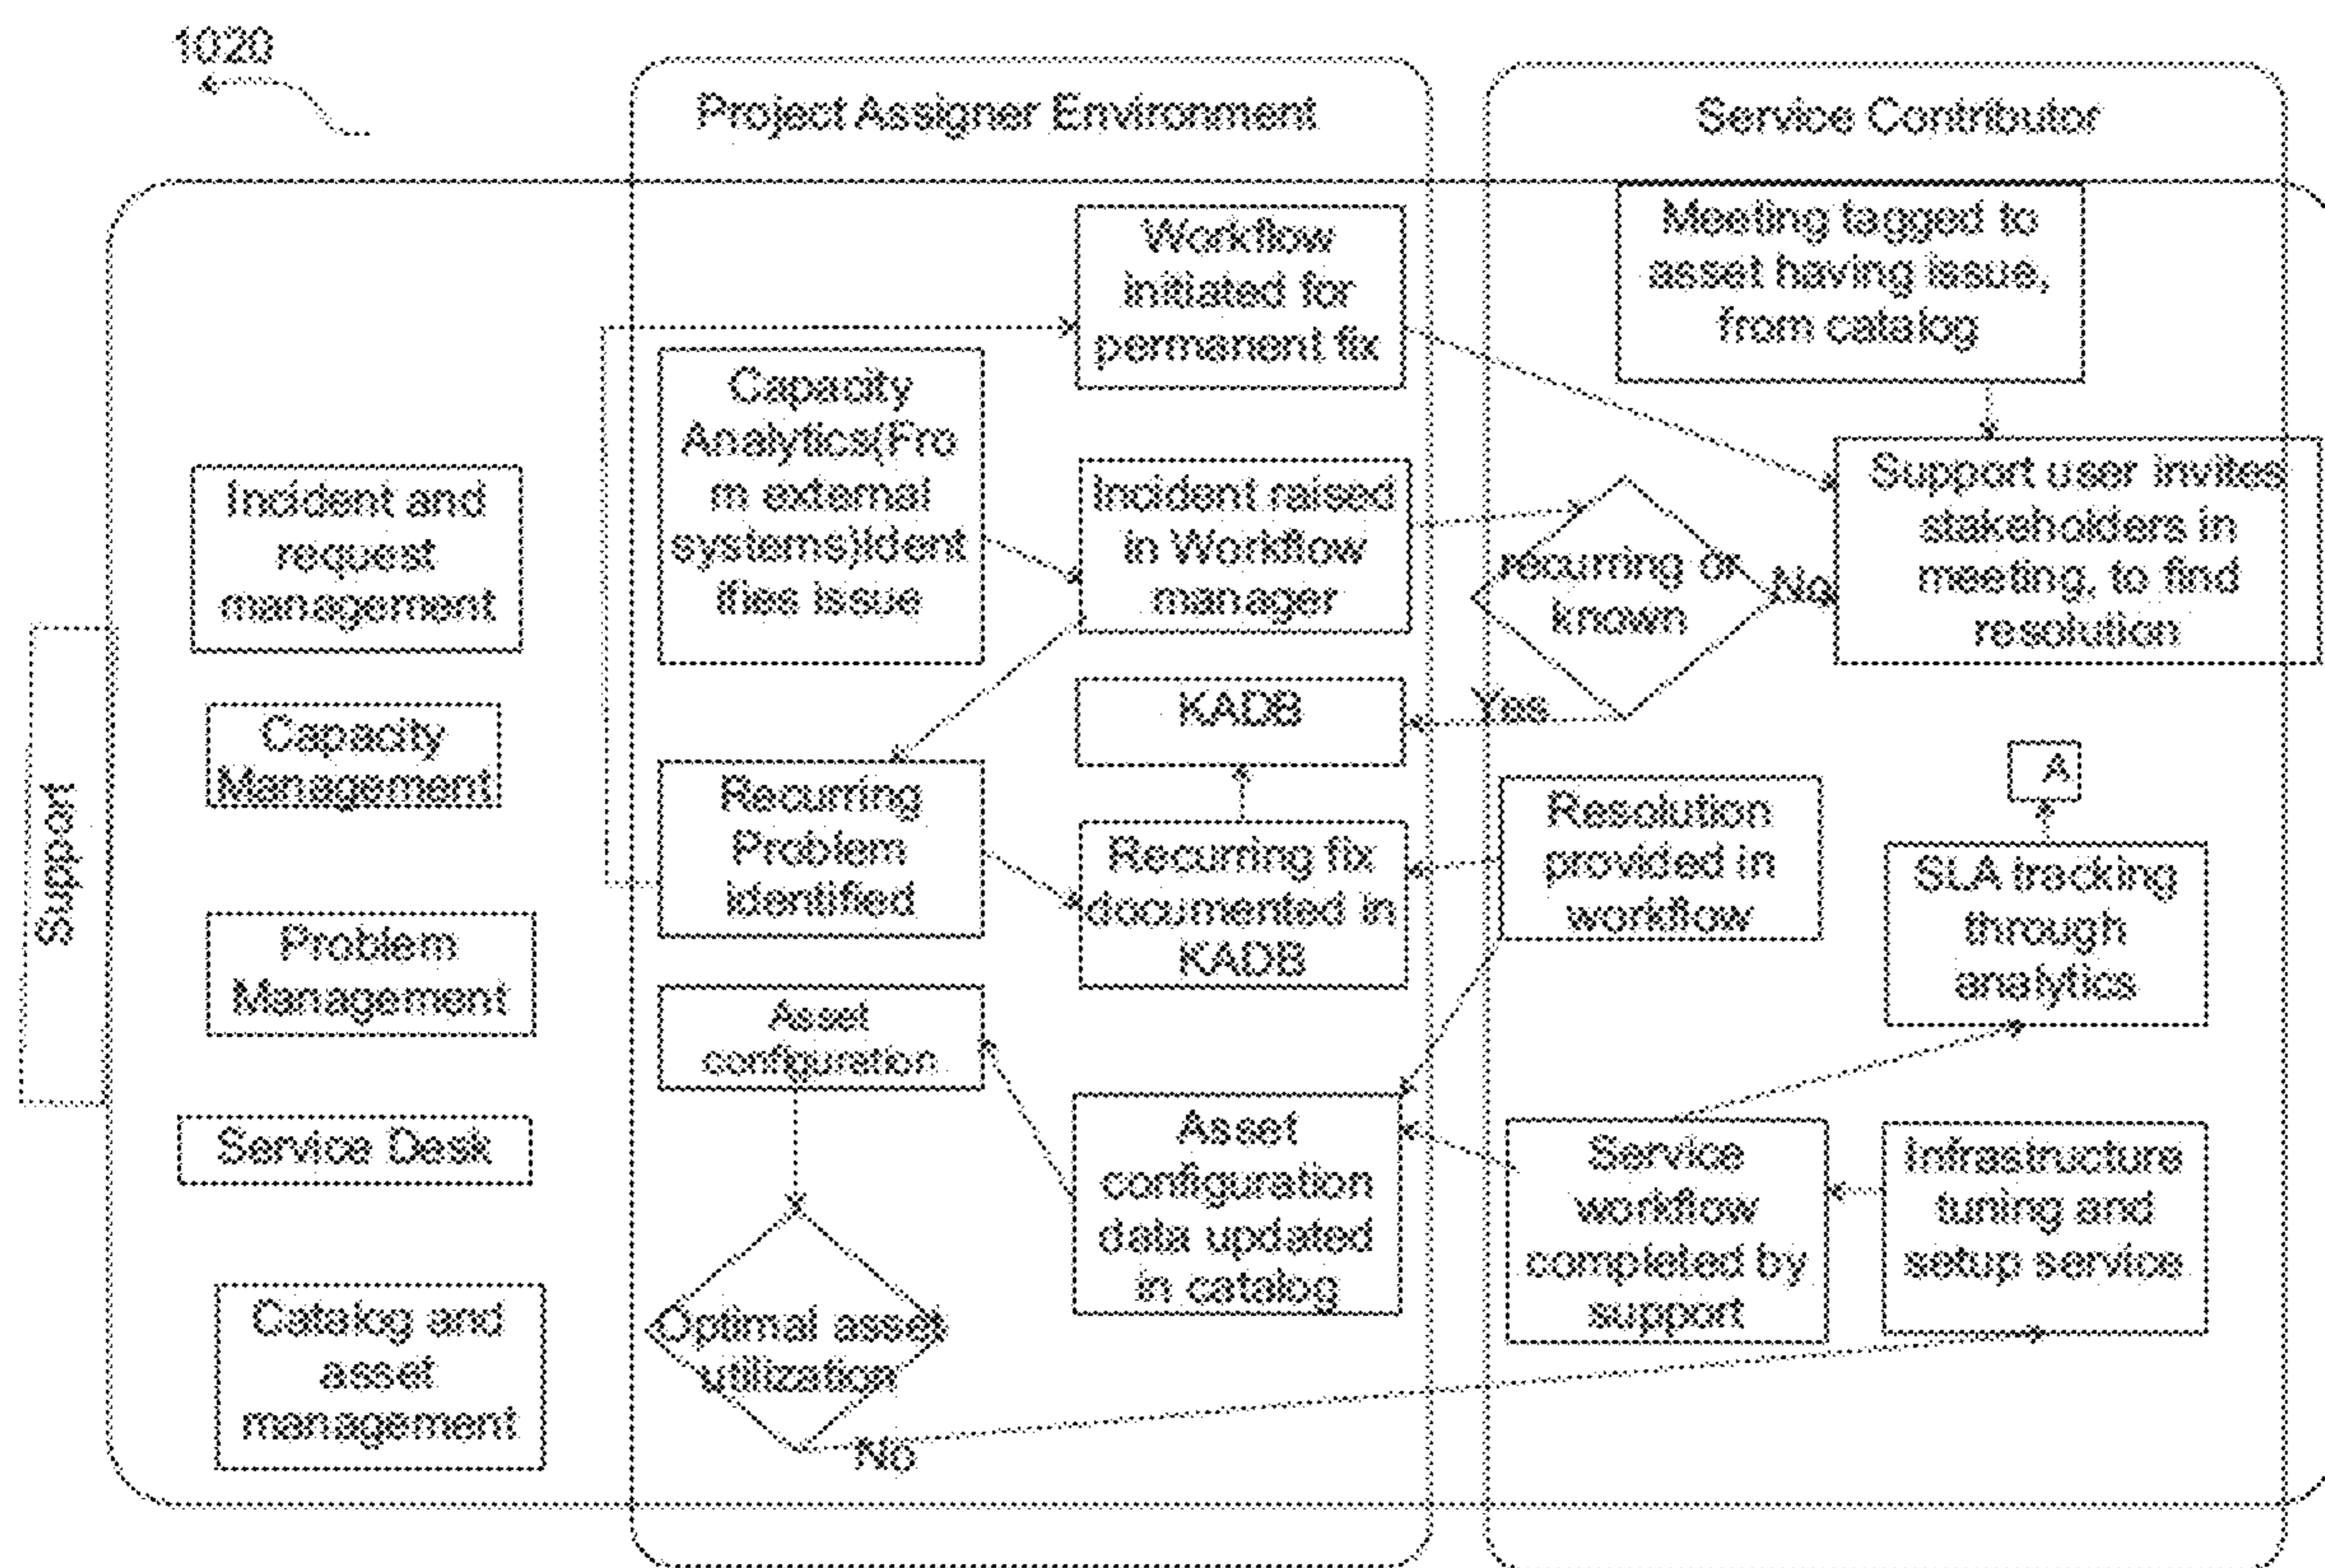 1020
Project Assigner Environment
Service Contributor
Support
Incident and
request
management
Capacity
Management
Problem
Management
Service Desk
Catalog and
asset
management
Workflow
initiated for
permanent fix
Capacity
Analytics(Fro
m external
systems)Ident
ifies issue
Incident raised
in Workflow
manager
KADB
Recurring
Problem
identified
Recurring fix
documented in
KADB
Asset
configuration
Asset
configuration
data updated
in catalog
Optimal asset
utilization
No
Meeting tagged to
asset having issue,
from catalog
Support user invites
stakeholders in
meeting, to find
resolution
recurring or
known
No
Yes
Resolution
provided in
workflow
A
SLA tracking
through
analytics
Service
workflow
completed by
support
Infrastructure
tuning and
setup service